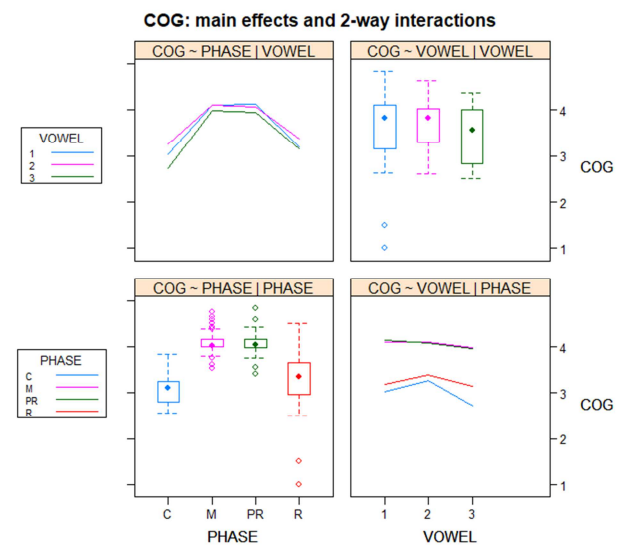 COG: main effects and 2-way interactions
COG ~ PHASE | VOWEL
COG ~ VOWEL | VOWEL
VOWEL
1
2
3
4
3
2
1
COG
COG ~ PHASE | PHASE
COG ~ VOWEL | PHASE
PHASE
C
M
PR
R
4
3
2
1
COG
C M PR R
1 2 3
PHASE
VOWEL